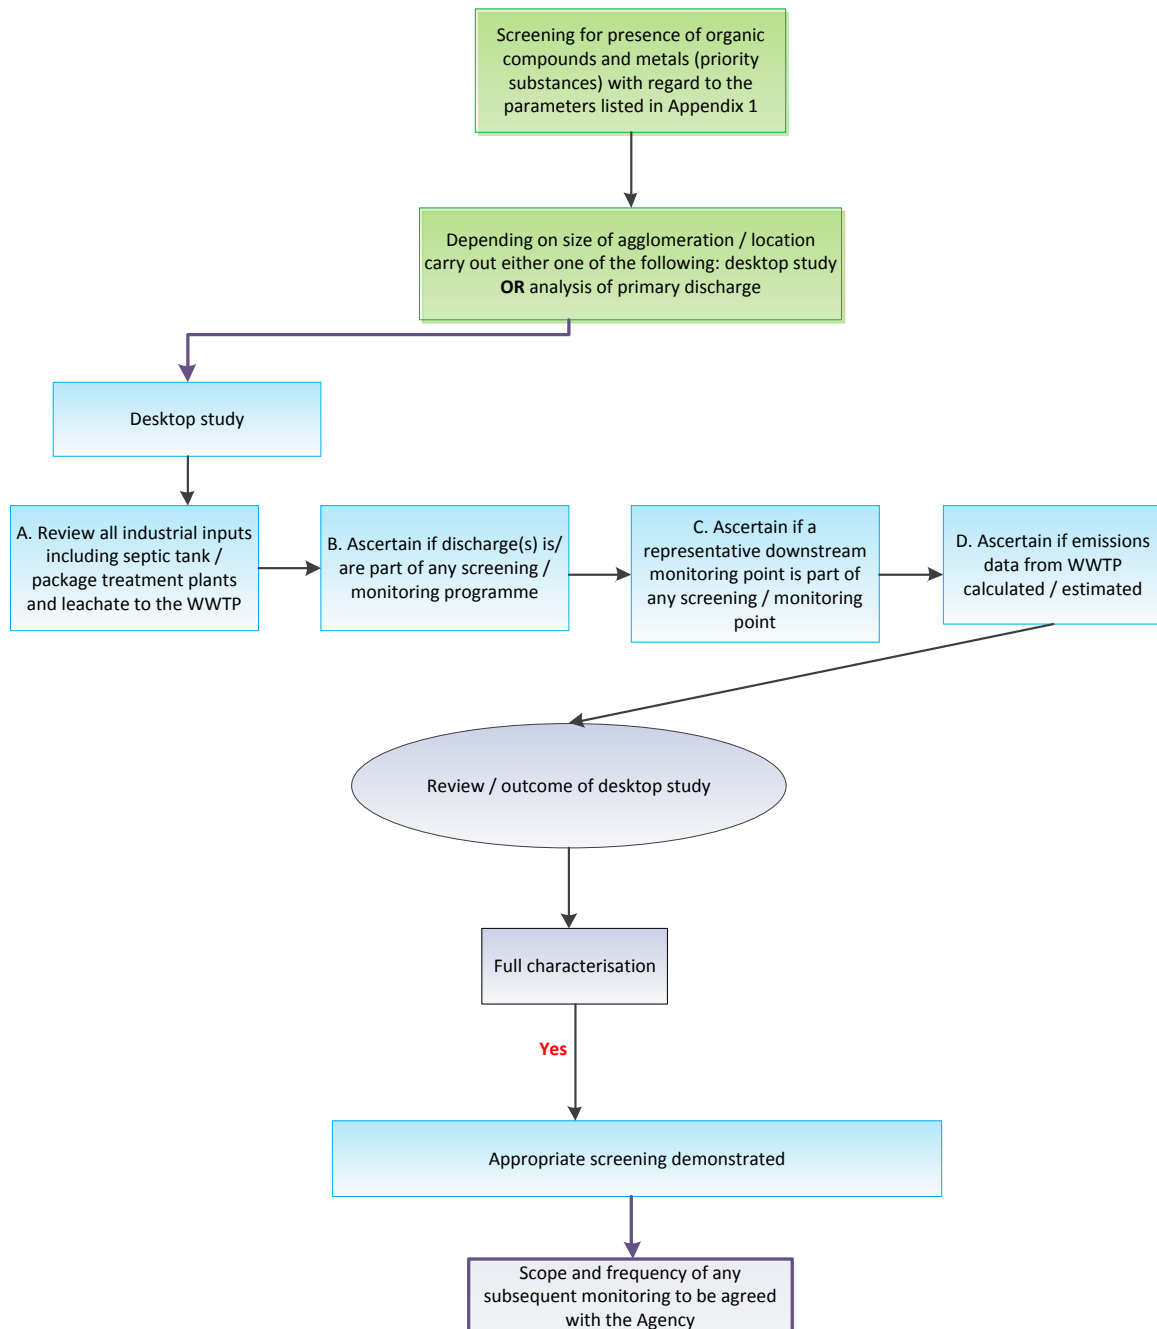 Screening for presence of organic
compounds and metals (priority
substances) with regard to the
parameters listed in Appendix 1
Depending on size of agglomeration / location
carry out either one of the following: desktop study
OR analysis of primary discharge
Desktop study
A. Review all industrial inputs
including septic tank /
package treatment plants
and leachate to the WWTP
B. Ascertain if discharge(s) is/
are part of any screening /
monitoring programme
C. Ascertain if a
representative downstream
monitoring point is part of
any screening / monitoring
point
D. Ascertain if emissions
data from WWTP
calculated / estimated
Review / outcome of desktop study
Full characterisation
Yes
Appropriate screening demonstrated
Scope and frequency of any
subsequent monitoring to be agreed
with the Agency